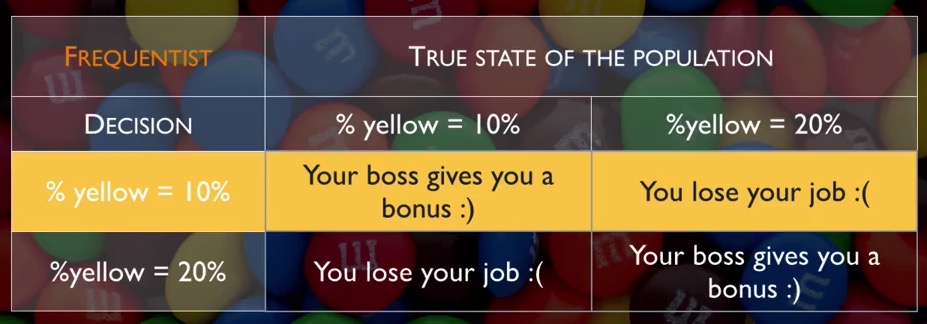 FREQUENTIST
TRUE STATE OF THE POPULATION
DECISION
% yellow = 10%
%yellow = 20%
% yellow = 10%
Your boss gives you a
bonus :)
You lose your job :(
%yellow = 20%
You lose your job :(
Your boss gives you a
bonus :)